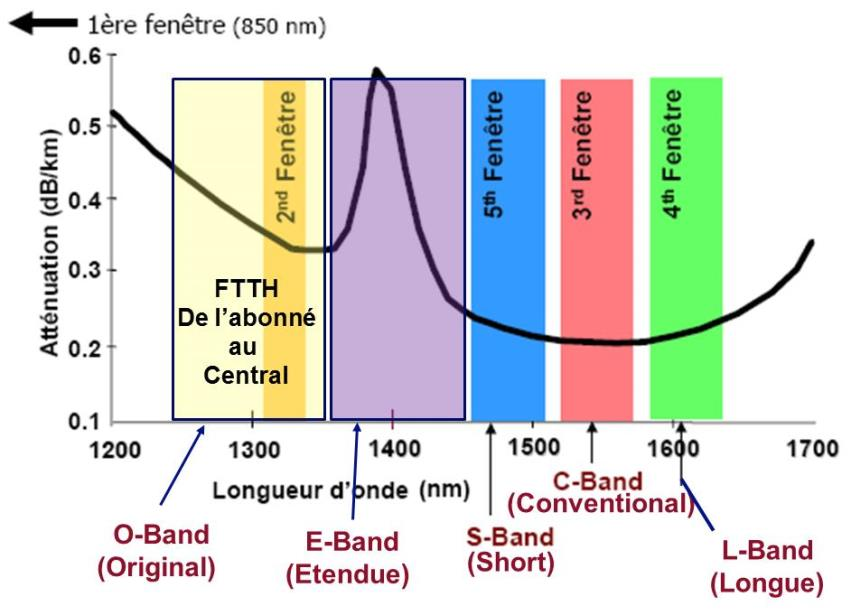 1ère fenêtre (850 nm)
0.6
0.5
0.4
0.3
0.2
0.1
Atténuation (dB/km)
2nd Fenêtre
5th Fenêtre
3rd Fenêtre
4th Fenêtre
FTTH
De l'abonné
au
Central
1200 1300 1400 1500 1600 1700
Longueur d'onde (nm)
O-Band
(Original)
E-Band
(Etendue)
S-Band
(Short)
C-Band
(Conventional)
L-Band
(Longue)